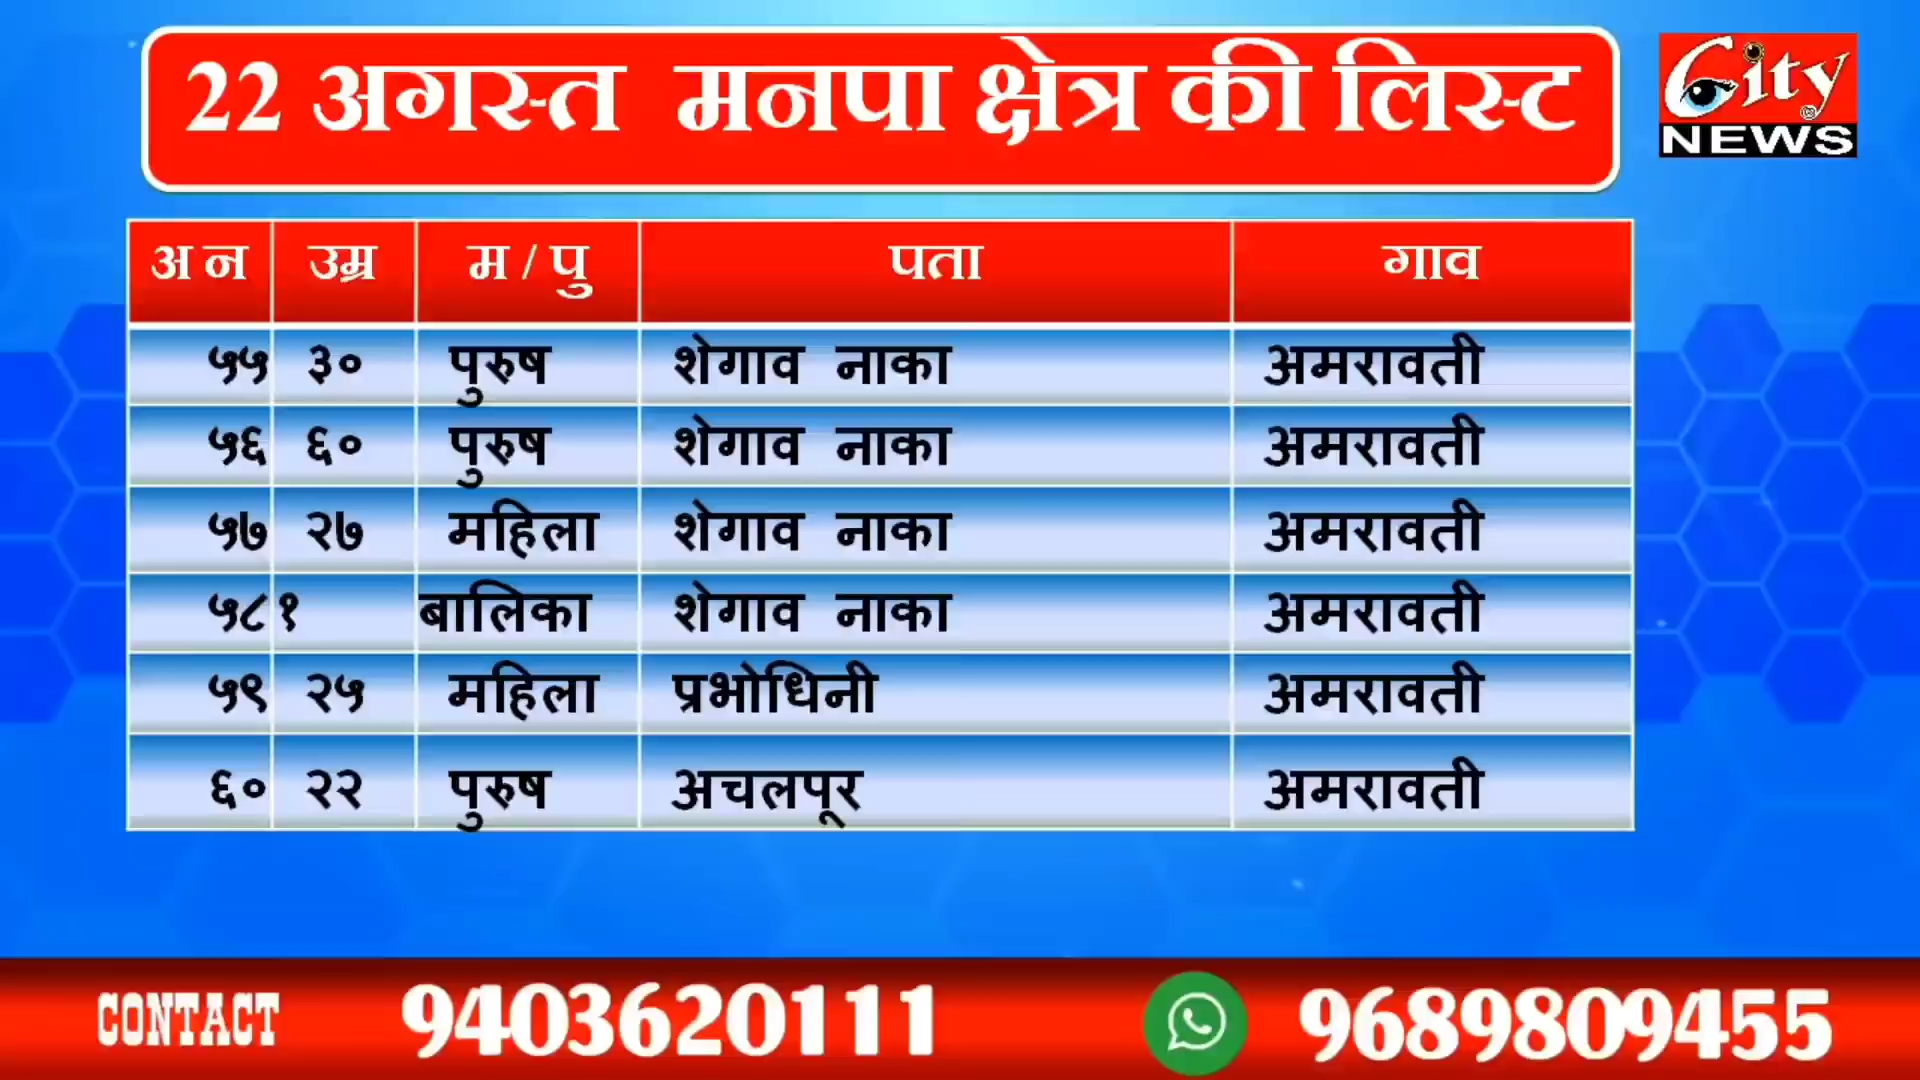 22 अगस्त मनपा क्षेत्र की लिस्ट
City
NEWS
अ न उम्र म / पु पता गाव
५५ ३० पुरुष शेगाव नाका अमरावती
५६ ६० पुरुष शेगाव नाका अमरावती
५७ २७ महिला शेगाव नाका अमरावती
५८ १ बालिका शेगाव नाका अमरावती
५९ २५ महिला प्रभोधिनी अमरावती
६० २२ पुरुष अचलपूर अमरावती
CONTACT 9403620111 9689809455